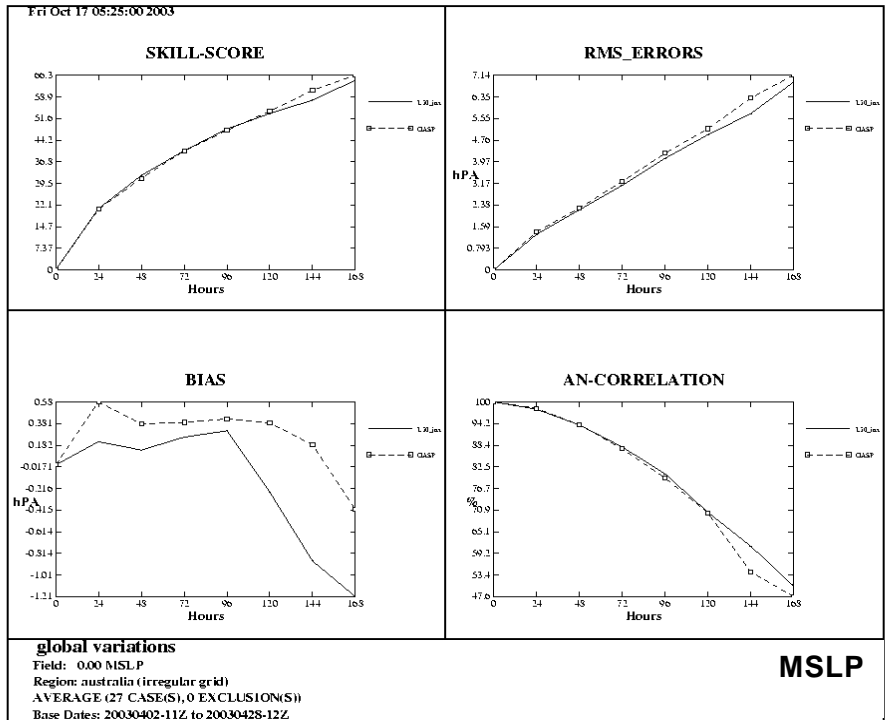 Fri Oct 17 05:25:00 2003
SKILL-SCORE
66.3
58.9
51.6
44.2
36.8
29.5
22.1
14.7
7.37
0
0 24 48 72 96 120 144 168
Hours
GASP
RMS_ERRORS
7.14
6.35
5.55
4.76
3.97
3.17
2.38
1.59
0.793
0
hPA
0 24 48 72 96 120 144 168
Hours
GASP
BIAS
0.58
0.381
0.182
-0.0171
-0.216
-0.415
-0.614
-0.814
-1.01
-1.21
hPA
0 24 48 72 96 120 144 168
Hours
GASP
AN-CORRELATION
100
94.2
88.4
82.5
76.7
70.9
65.1
59.2
53.4
47.6
%
0 24 48 72 96 120 144 168
Hours
GASP
global variations
Field: 0.00 MSLP
Region: australia (irregular grid)
AVERAGE (27 CASE(S), 0 EXCLUSION(S))
Base Dates: 20030402-11Z to 20030428-12Z
MSLP